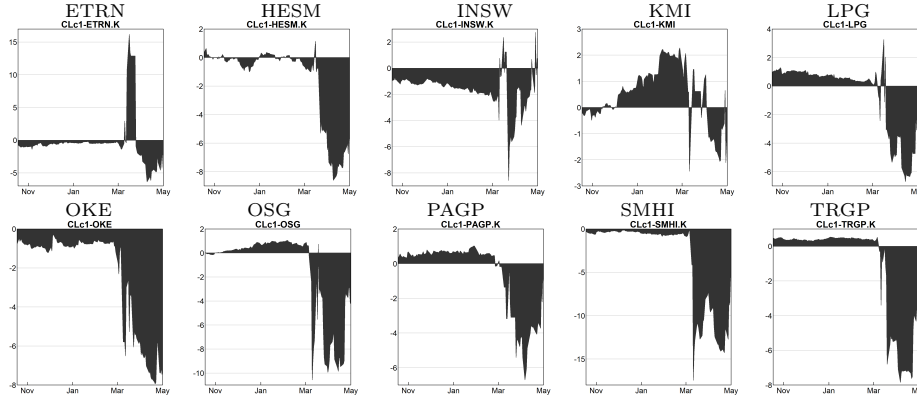 ETRN HESM INSW KMI LPG
CLc1-ETRN.K CLc1-HESM.K CLc1-INSW.K CLc1-KMI CLc1-LPG
15 10 5 0 -5
2 0 -2 -4 -6 -8
2 0 -2 -4 -6 -8
3 2 1 0 -1 -2 -3
4 2 0 -2 -4 -6
Nov Jan Mar May Nov Jan Mar May Nov Jan Mar May Nov Jan Mar May Nov Jan Mar May
OKE OSG PAGP SMHI TRGP
CLc1-OKE CLc1-OSG CLc1-PAGP.K CLc1-SMHI.K CLc1-TRGP.K
0 -2 -4 -6 -8
2 0 -2 -4 -6 -8 -10
2 0 -2 -4 -6
0 -5 -10 -15
0 -2 -4 -6 -8
Nov Jan Mar May Nov Jan Mar May Nov Jan Mar May Nov Jan Mar May Nov Jan Mar May